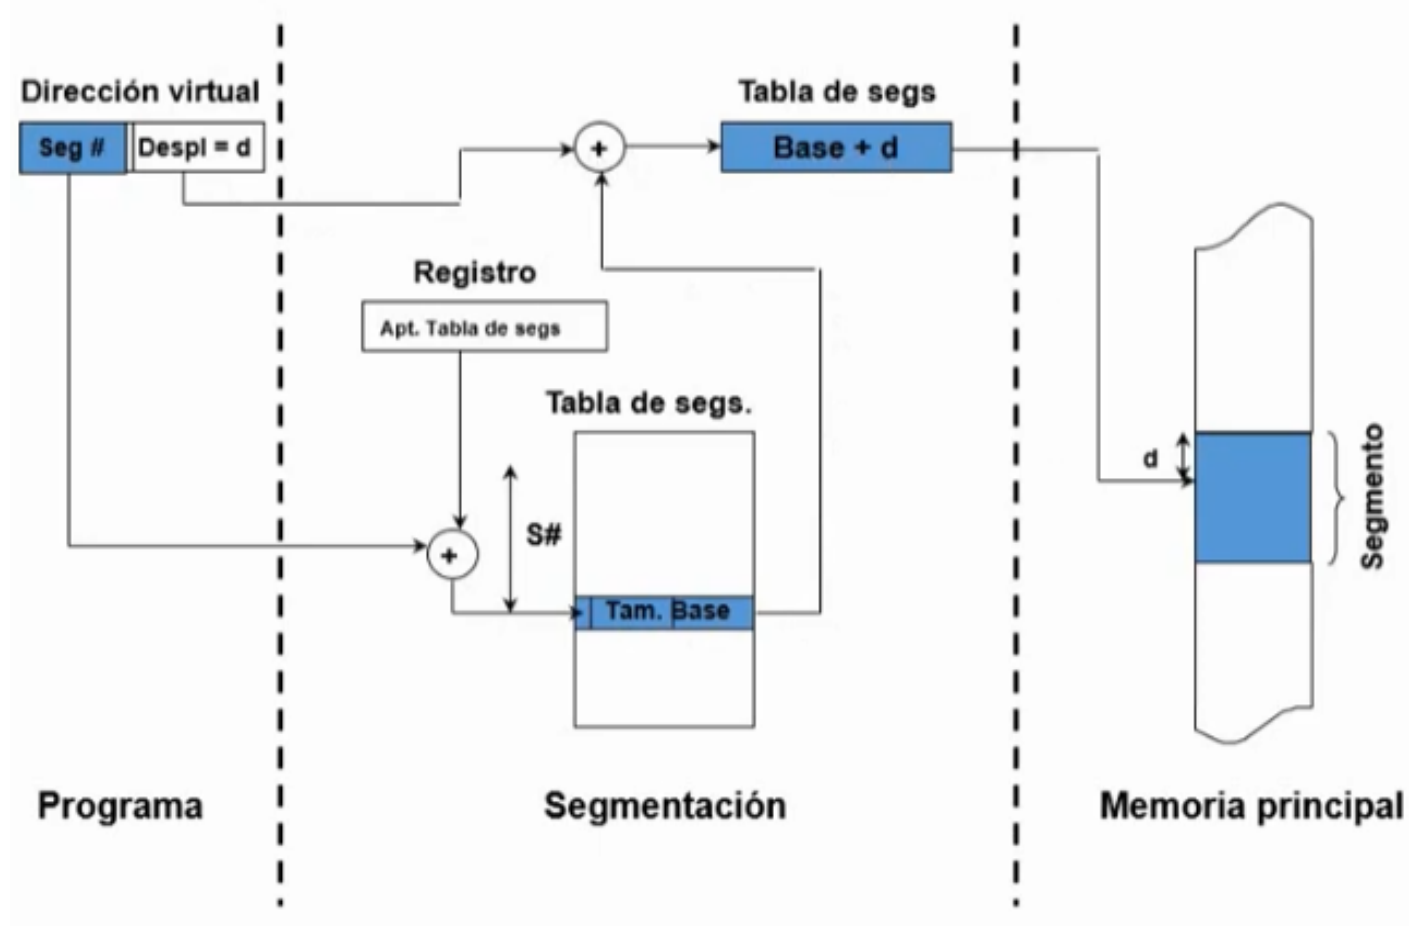 Dirección virtual
Seg #
Despl = d
+
Tabla de segs
Base + d
Registro
Apt. Tabla de segs
Tabla de segs.
S#
+
Tam.
Base
d
Segmento
Programa
Segmentación
Memoria principal